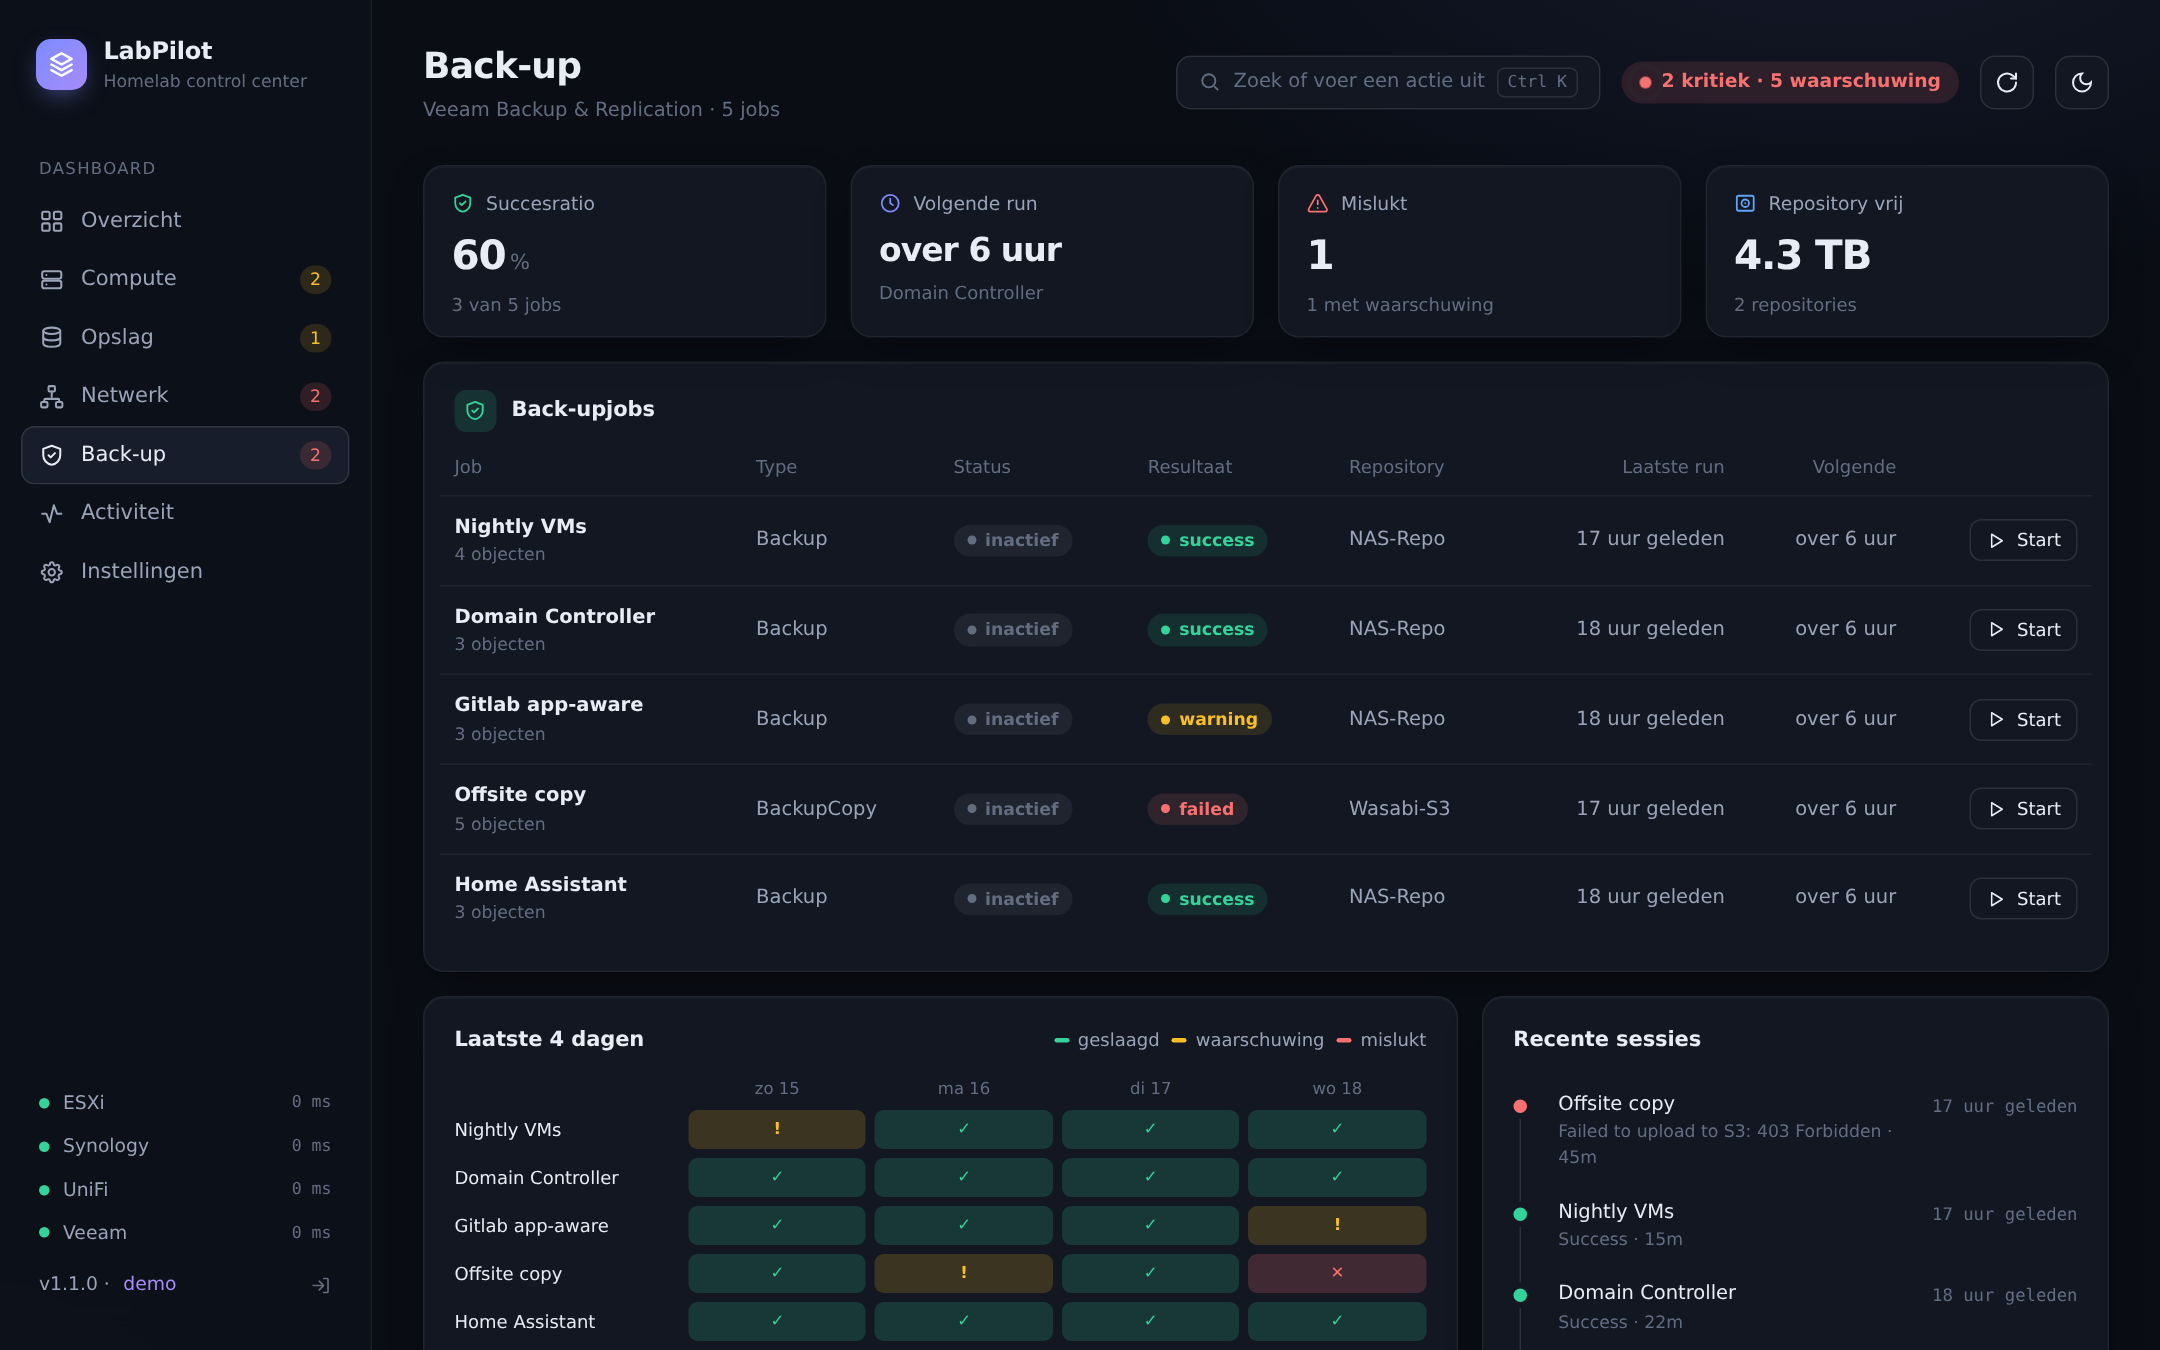 LabPilot
Homelab control center
DASHBOARD
Overzicht
Compute 2
Opslag 1
Netwerk 2
Back-up 2
Activiteit
Instellingen
ESXi 0 ms
Synology 0 ms
UniFi 0 ms
Veeam 0 ms
v1.1.0 · demo
Back-up
Veeam Backup & Replication · 5 jobs
Zoek of voer een actie uit Ctrl K
2 kritiek · 5 waarschuwing
Succesratio
60 %
3 van 5 jobs
Volgende run
over 6 uur
Domain Controller
Mislukt
1
1 met waarschuwing
Repository vrij
4.3 TB
2 repositories
Back-upjobs
Job Type Status Resultaat Repository Laatste run Volgende
Nightly VMs Backup inactief success NAS-Repo 17 uur geleden over 6 uur Start
4 objecten
Domain Controller Backup inactief success NAS-Repo 18 uur geleden over 6 uur Start
3 objecten
Gitlab app-aware Backup inactief warning NAS-Repo 18 uur geleden over 6 uur Start
3 objecten
Offsite copy BackupCopy inactief failed Wasabi-S3 17 uur geleden over 6 uur Start
5 objecten
Home Assistant Backup inactief success NAS-Repo 18 uur geleden over 6 uur Start
3 objecten
Laatste 4 dagen geslaagd waarschuwing mislukt
zo 15 ma 16 di 17 wo 18
Nightly VMs ! ✓ ✓ ✓
Domain Controller ✓ ✓ ✓ ✓
Gitlab app-aware ✓ ✓ ✓ !
Offsite copy ✓ ! ✓ ✕
Home Assistant ✓ ✓ ✓ ✓
Recente sessies
Offsite copy 17 uur geleden
Failed to upload to S3: 403 Forbidden ·
45m
Nightly VMs 17 uur geleden
Success · 15m
Domain Controller 18 uur geleden
Success · 22m